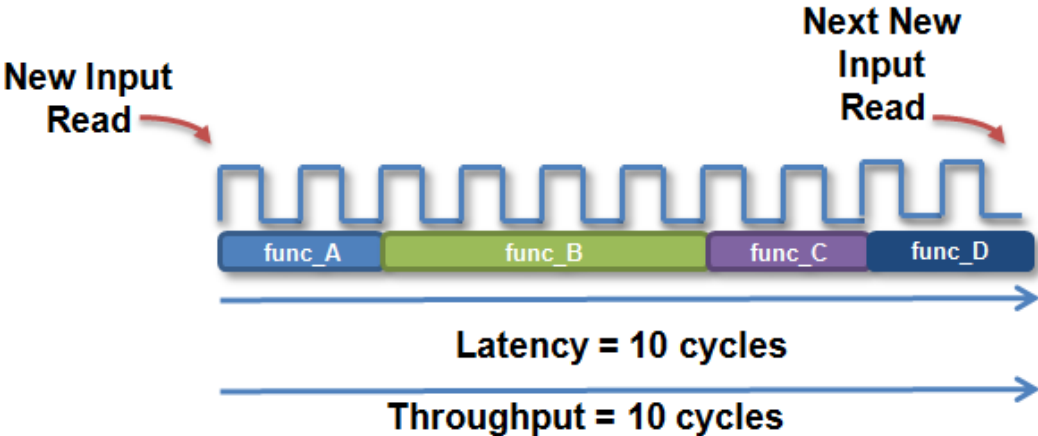 New Input
Read
Next New
Input
Read
func_A
func_B
func_C
func_D
Latency = 10 cycles
Throughput = 10 cycles